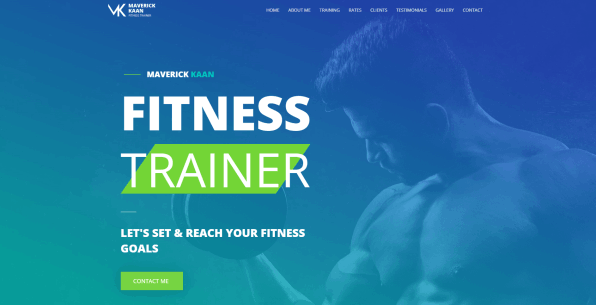 MAVERICK
KAAN
FITNESS TRAINER
HOME ABOUT ME TRAINING RATES CLIENTS TESTIMONIALS GALLERY CONTACT
MAVERICK KAAN
FITNESS
TRAINER
LET'S SET & REACH YOUR FITNESS
GOALS
CONTACT ME